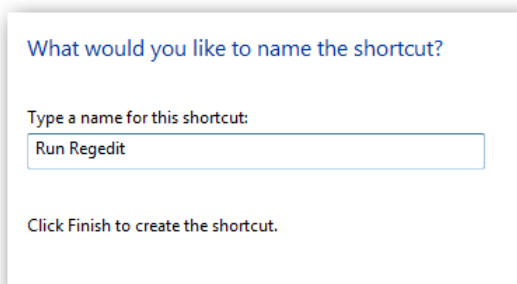 What would you like to name the shortcut?
Type a name for this shortcut:
Run Regedit
Click Finish to create the shortcut.